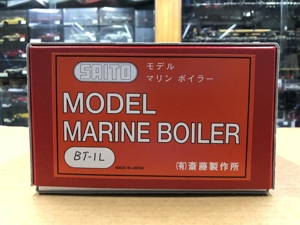 SAITO
モデル
マリン ボイラー
MODEL
MARINE BOILER
BT-1L
MADE IN JAPAN
(有)斎藤製作所